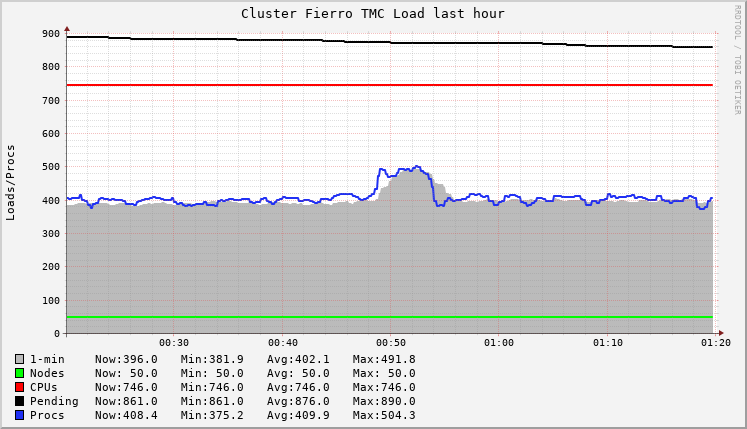 Cluster Fierro TMC Load last hour
RRDTOOL / TOBI OETIKER
Loads/Procs
900
800
700
600
500
400
300
200
100
0
00:30 00:40 00:50 01:00 01:10 01:20
1-min Now:396.0 Min:381.9 Avg:402.1 Max:491.8
Nodes Now: 50.0 Min: 50.0 Avg: 50.0 Max: 50.0
CPUs Now:746.0 Min:746.0 Avg:746.0 Max:746.0
Pending Now:861.0 Min:861.0 Avg:876.0 Max:890.0
Procs Now:408.4 Min:375.2 Avg:409.9 Max:504.3